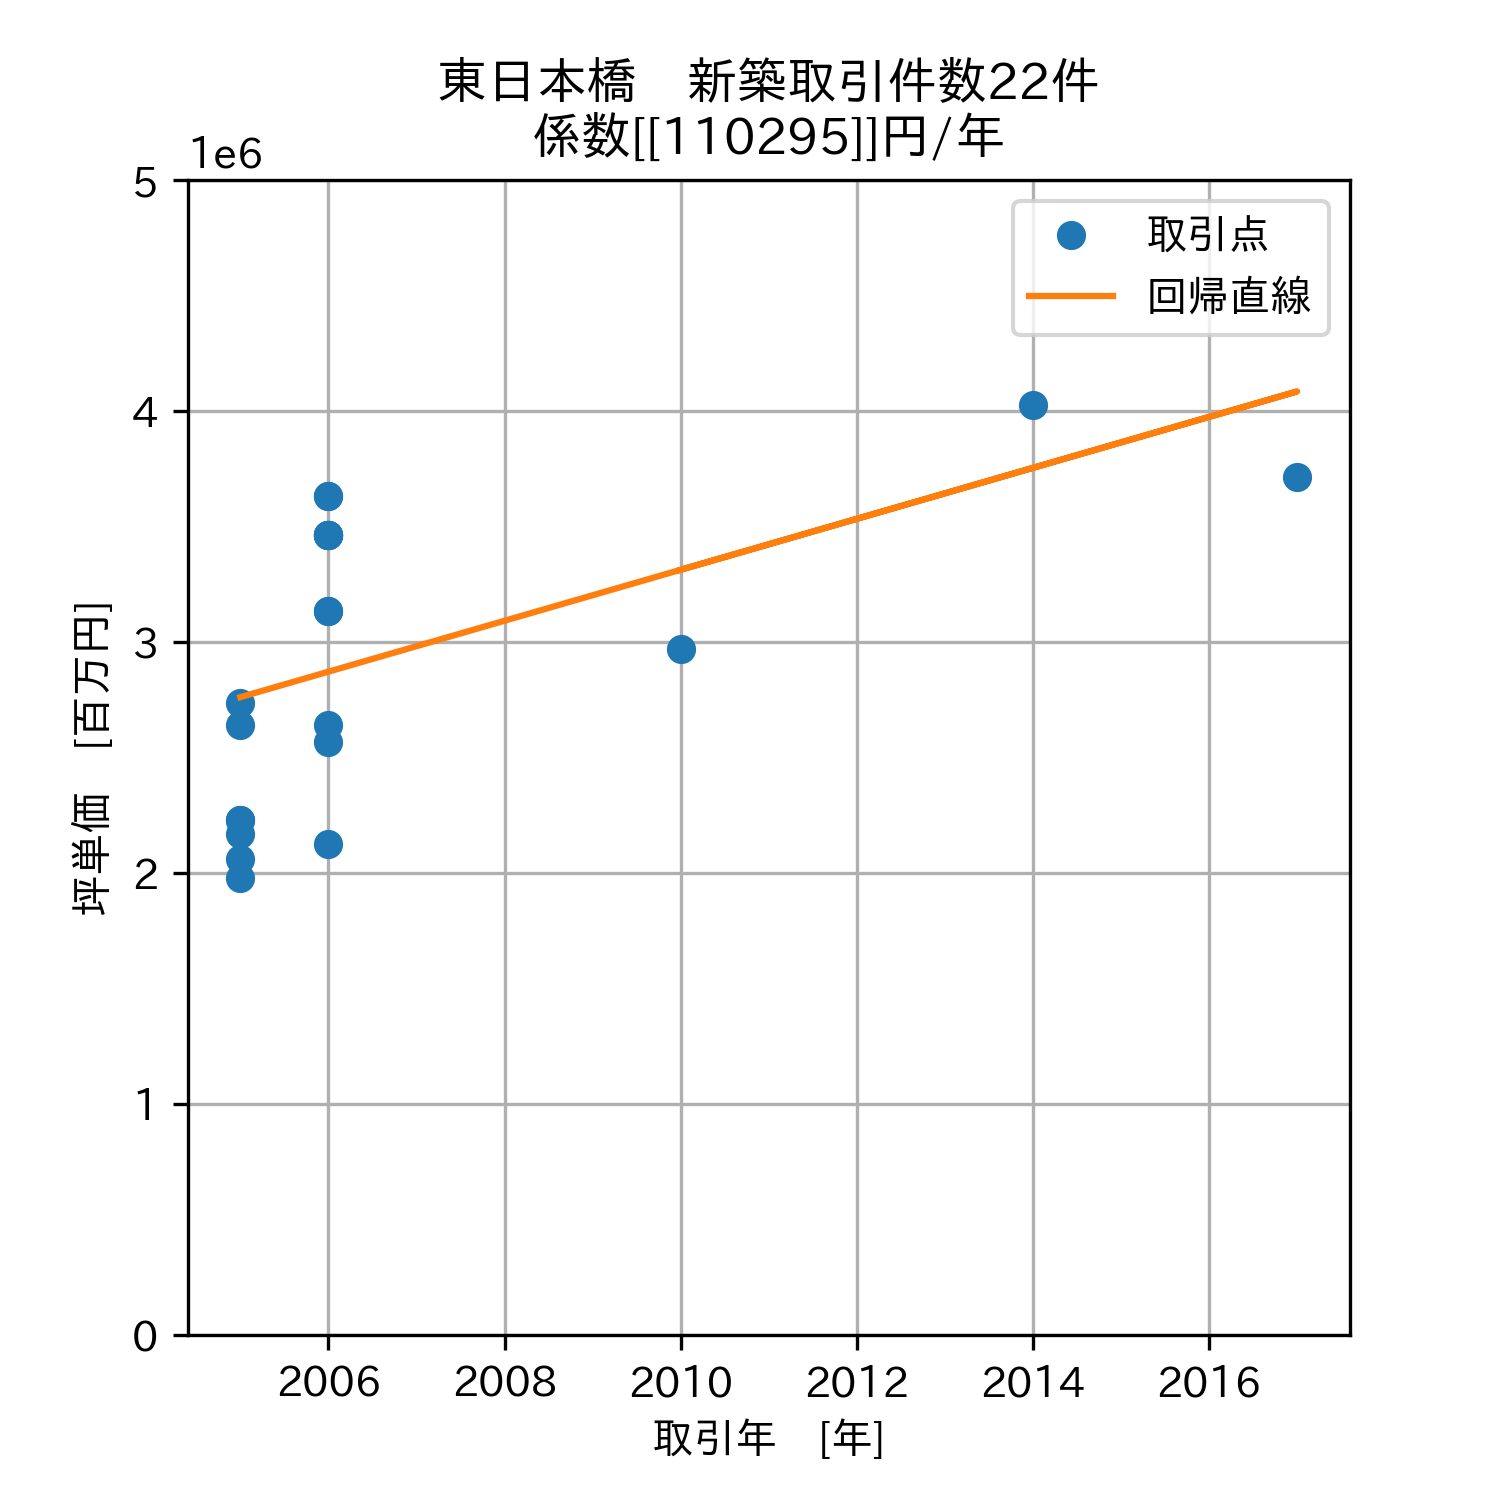 東日本橋　新築取引件数22件
係数[[110295]]円/年
1e6
取引点
回帰直線
5
4
3
2
1
0
坪単価　[百万円]
2006 2008 2010 2012 2014 2016
取引年　[年]